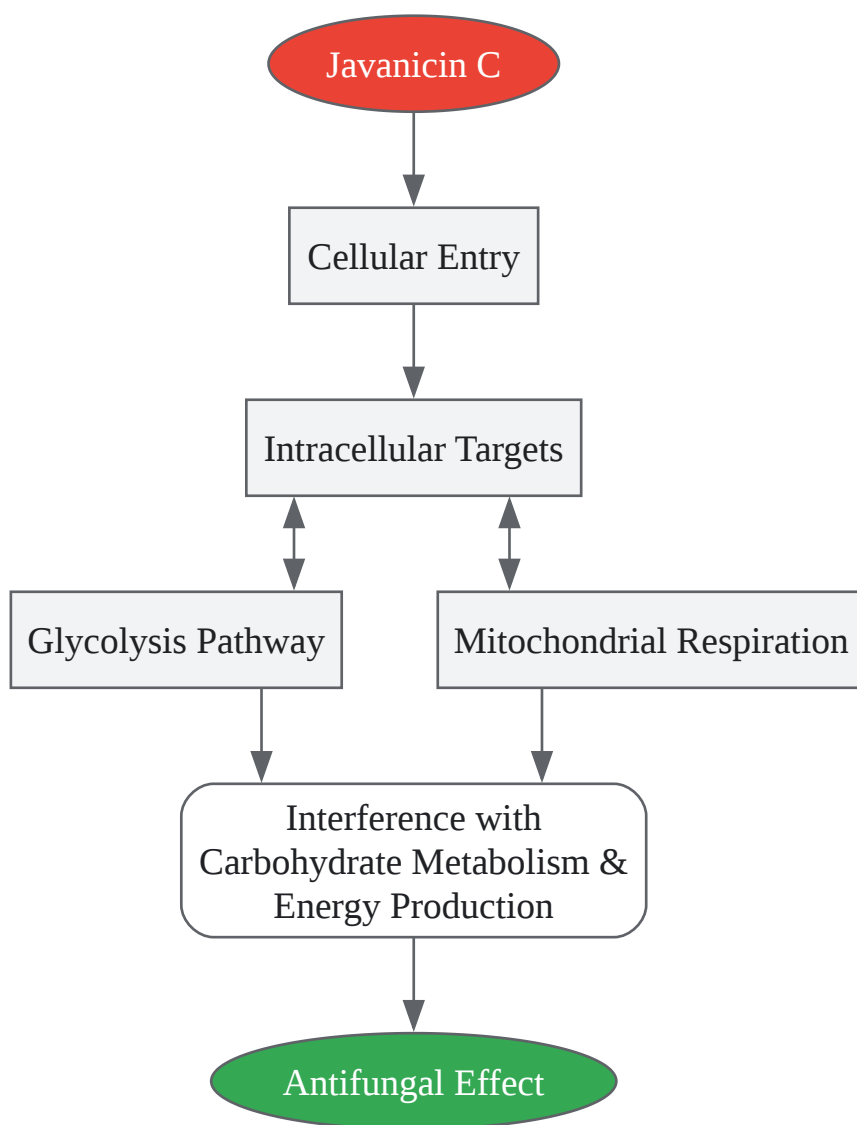 Javanicin C
Cellular Entry
Intracellular Targets
Glycolysis Pathway
Mitochondrial Respiration
Interference with
Carbohydrate Metabolism &
Energy Production
Antifungal Effect